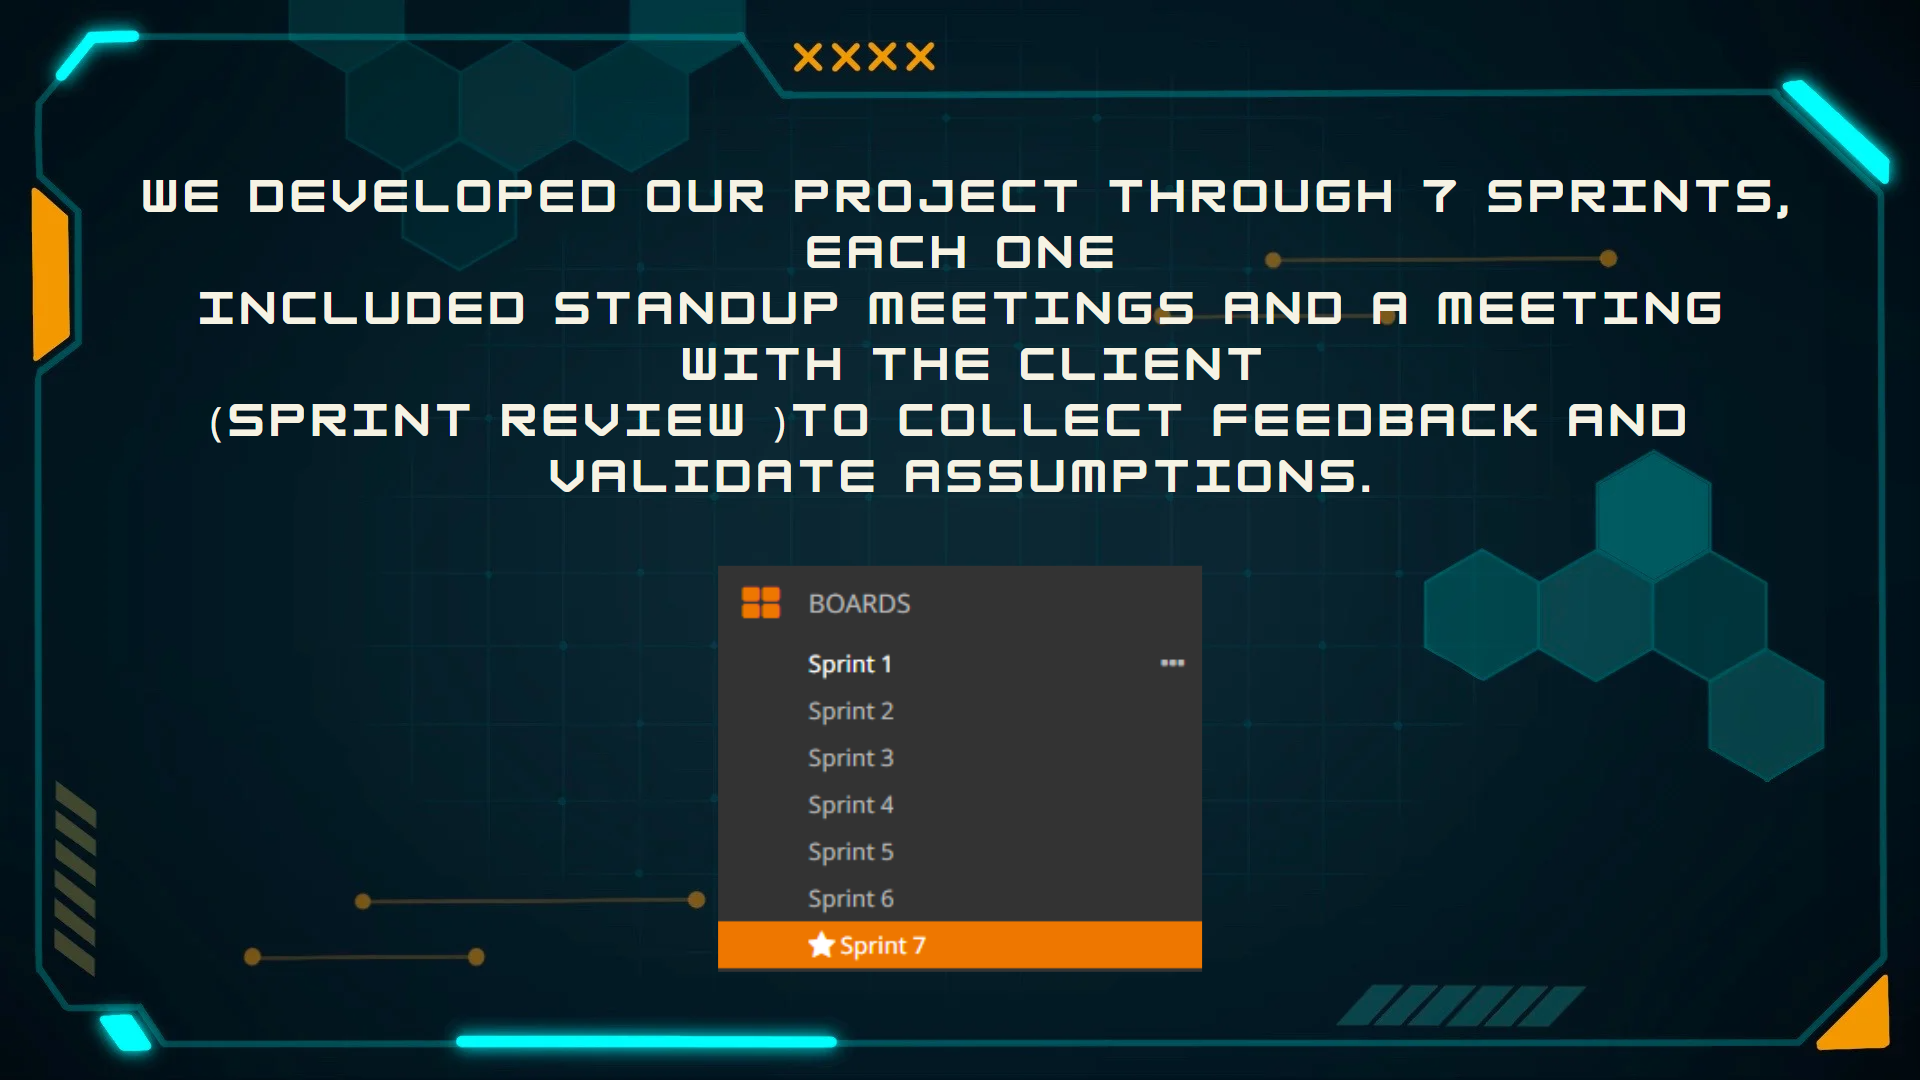 WE DEVELOPED OUR PROJECT THROUGH 7 SPRINTS,
EACH ONE
INCLUDED STANDUP MEETINGS AND A MEETING
WITH THE CLIENT
(SPRINT REVIEW )TO COLLECT FEEDBACK AND
VALIDATE ASSUMPTIONS.
BOARDS
Sprint 1
Sprint 2
Sprint 3
Sprint 4
Sprint 5
Sprint 6
Sprint 7